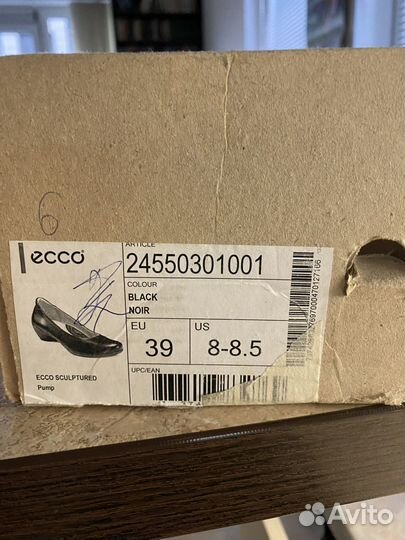 6
ecco
ARTICLE
24550301001
COLOUR
BLACK
NOIR
EU
US
39
8-8.5
ECCO SCULPTURED
Pump
UPC/EAN
Avito